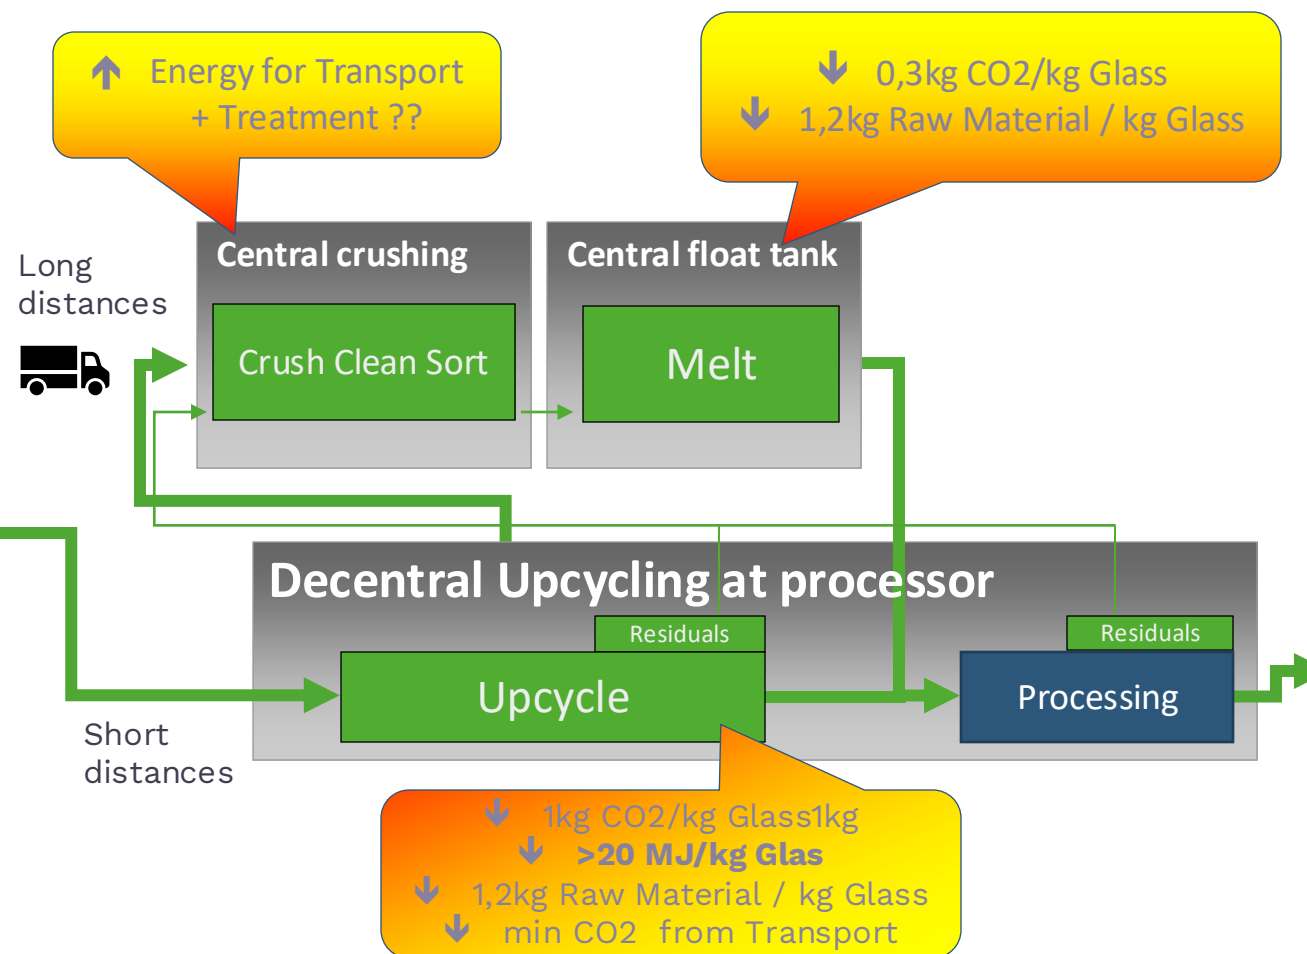 Energy for Transport
+ Treatment ??
0,3kg CO2/kg Glass
1,2kg Raw Material / kg Glass
Long
distances
Central crushing
Central float tank
Crush Clean Sort
Melt
Decentral Upcycling at processor
Residuals
Residuals
Upcycle
Processing
Short
distances
1kg CO2/kg Glass1kg
>20 MJ/kg Glas
1,2kg Raw Material / kg Glass
min CO2 from Transport